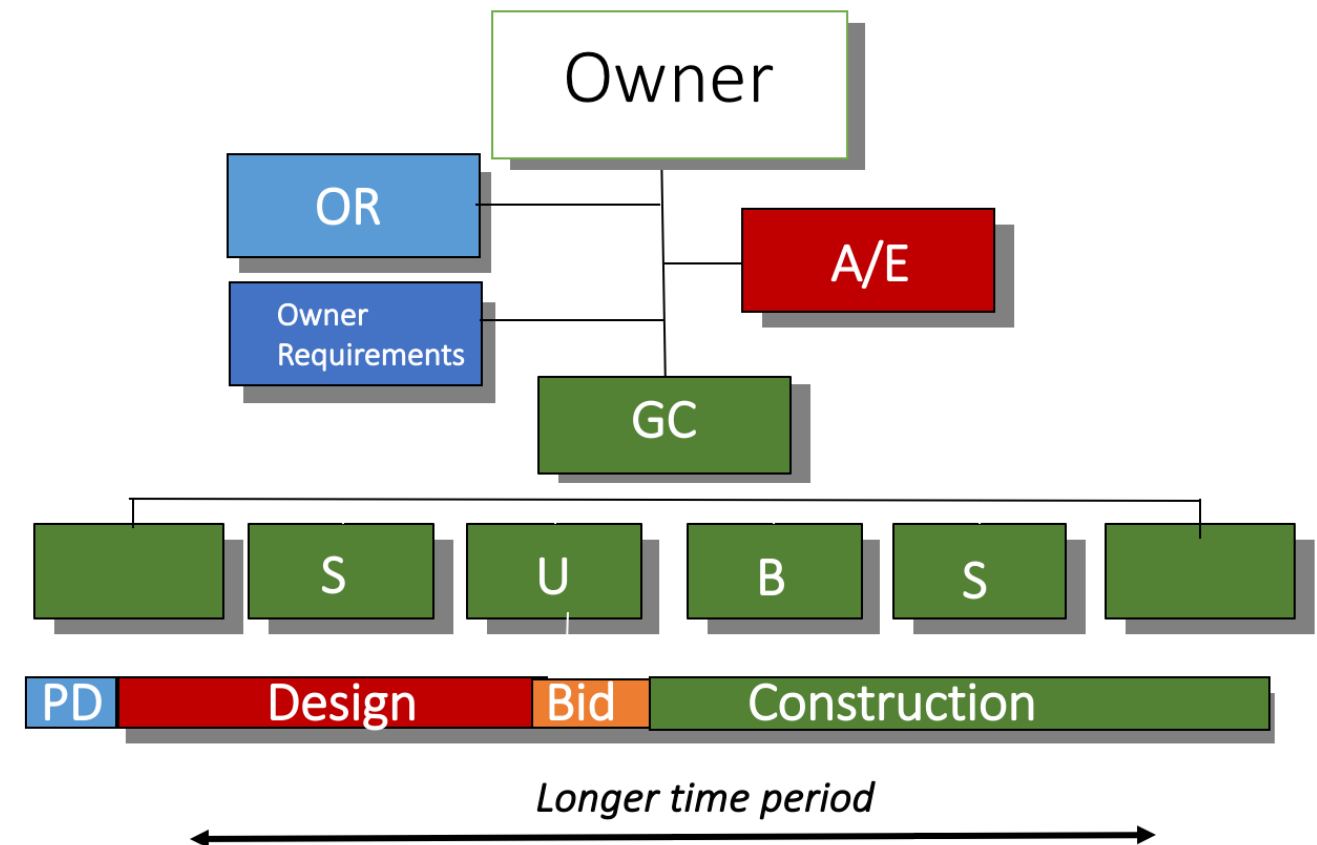 Owner
OR
A/E
Owner
Requirements
GC
S U B S
PD Design Bid Construction
Longer time period